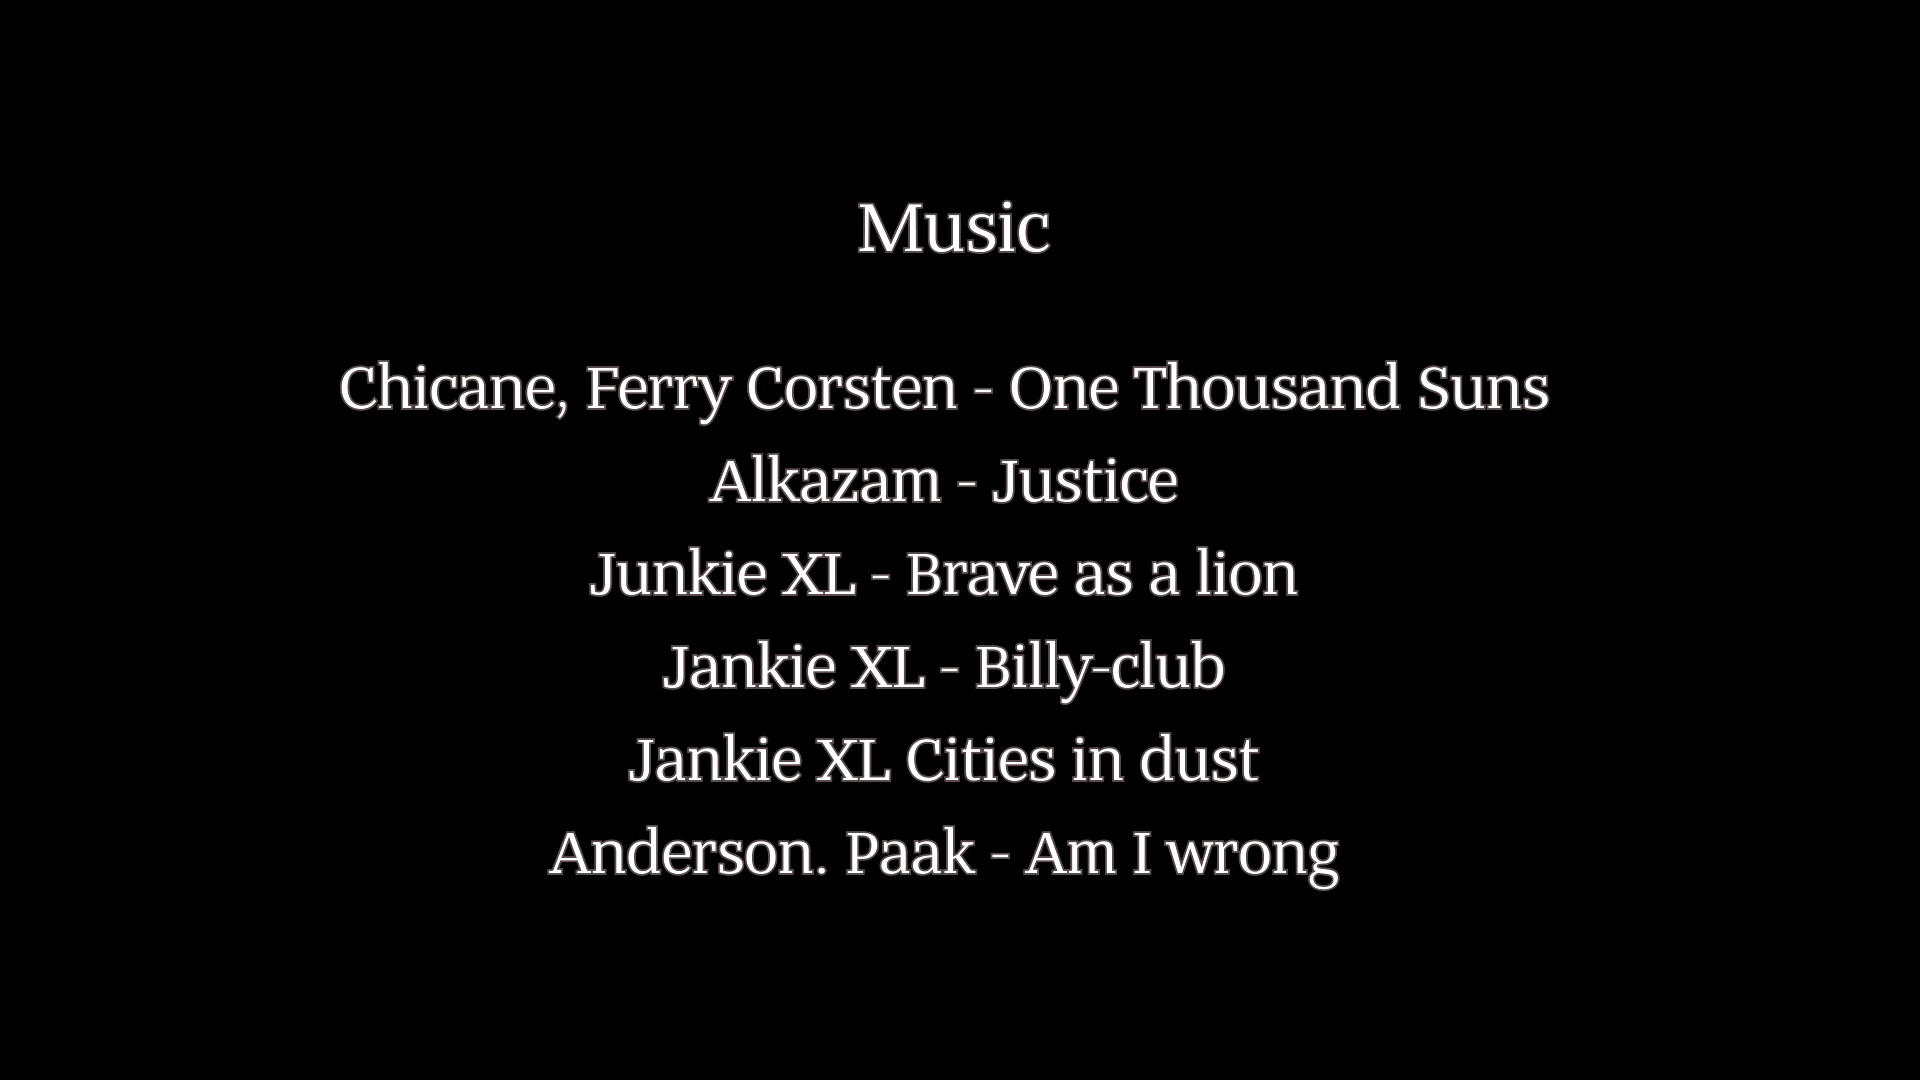 Music
Chicane, Ferry Corsten - One Thousand Suns
Alkazam - Justice
Junkie XL - Brave as a lion
Jankie XL - Billy-club
Jankie XL Cities in dust
Anderson. Paak - Am I wrong